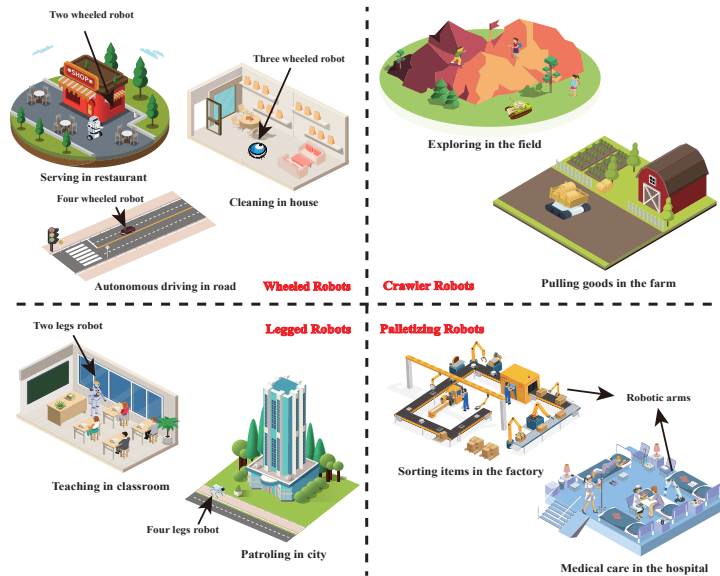 Two wheeled robot
SHOP
Three wheeled robot
Serving in restaurant
Cleaning in house
Four wheeled robot
Autonomous driving in road
Wheeled Robots
Exploring in the field
Pulling goods in the farm
Crawler Robots
Legged Robots
Two legs robot
Teaching in classroom
Four legs robot
Patroling in city
Palletizing Robots
Robotic arms
Sorting items in the factory
Medical care in the hospital